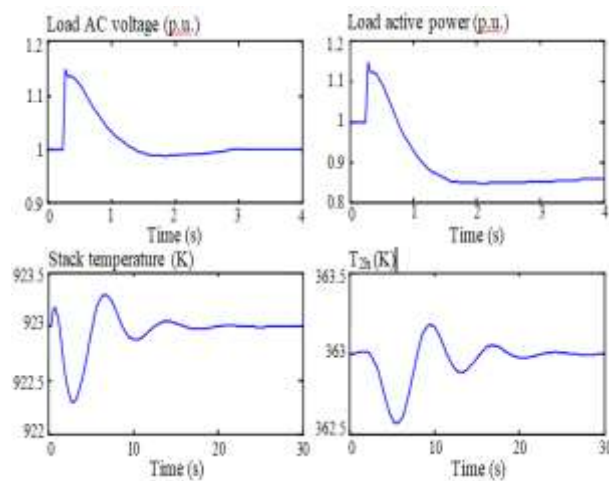 Load AC voltage (p.u.)
1.2
1.1
1
0.9
0 1 2 3 4
Time (s)
Load active power (p.u.)
1.2
1.1
1
0.9
0.8
0 1 2 3 4
Time (s)
Stack temperature (K)
923.5
923
922.5
922
0 10 20 30
Time (s)
T2h (K)
363.5
363
362.5
0 10 20 30
Time (s)